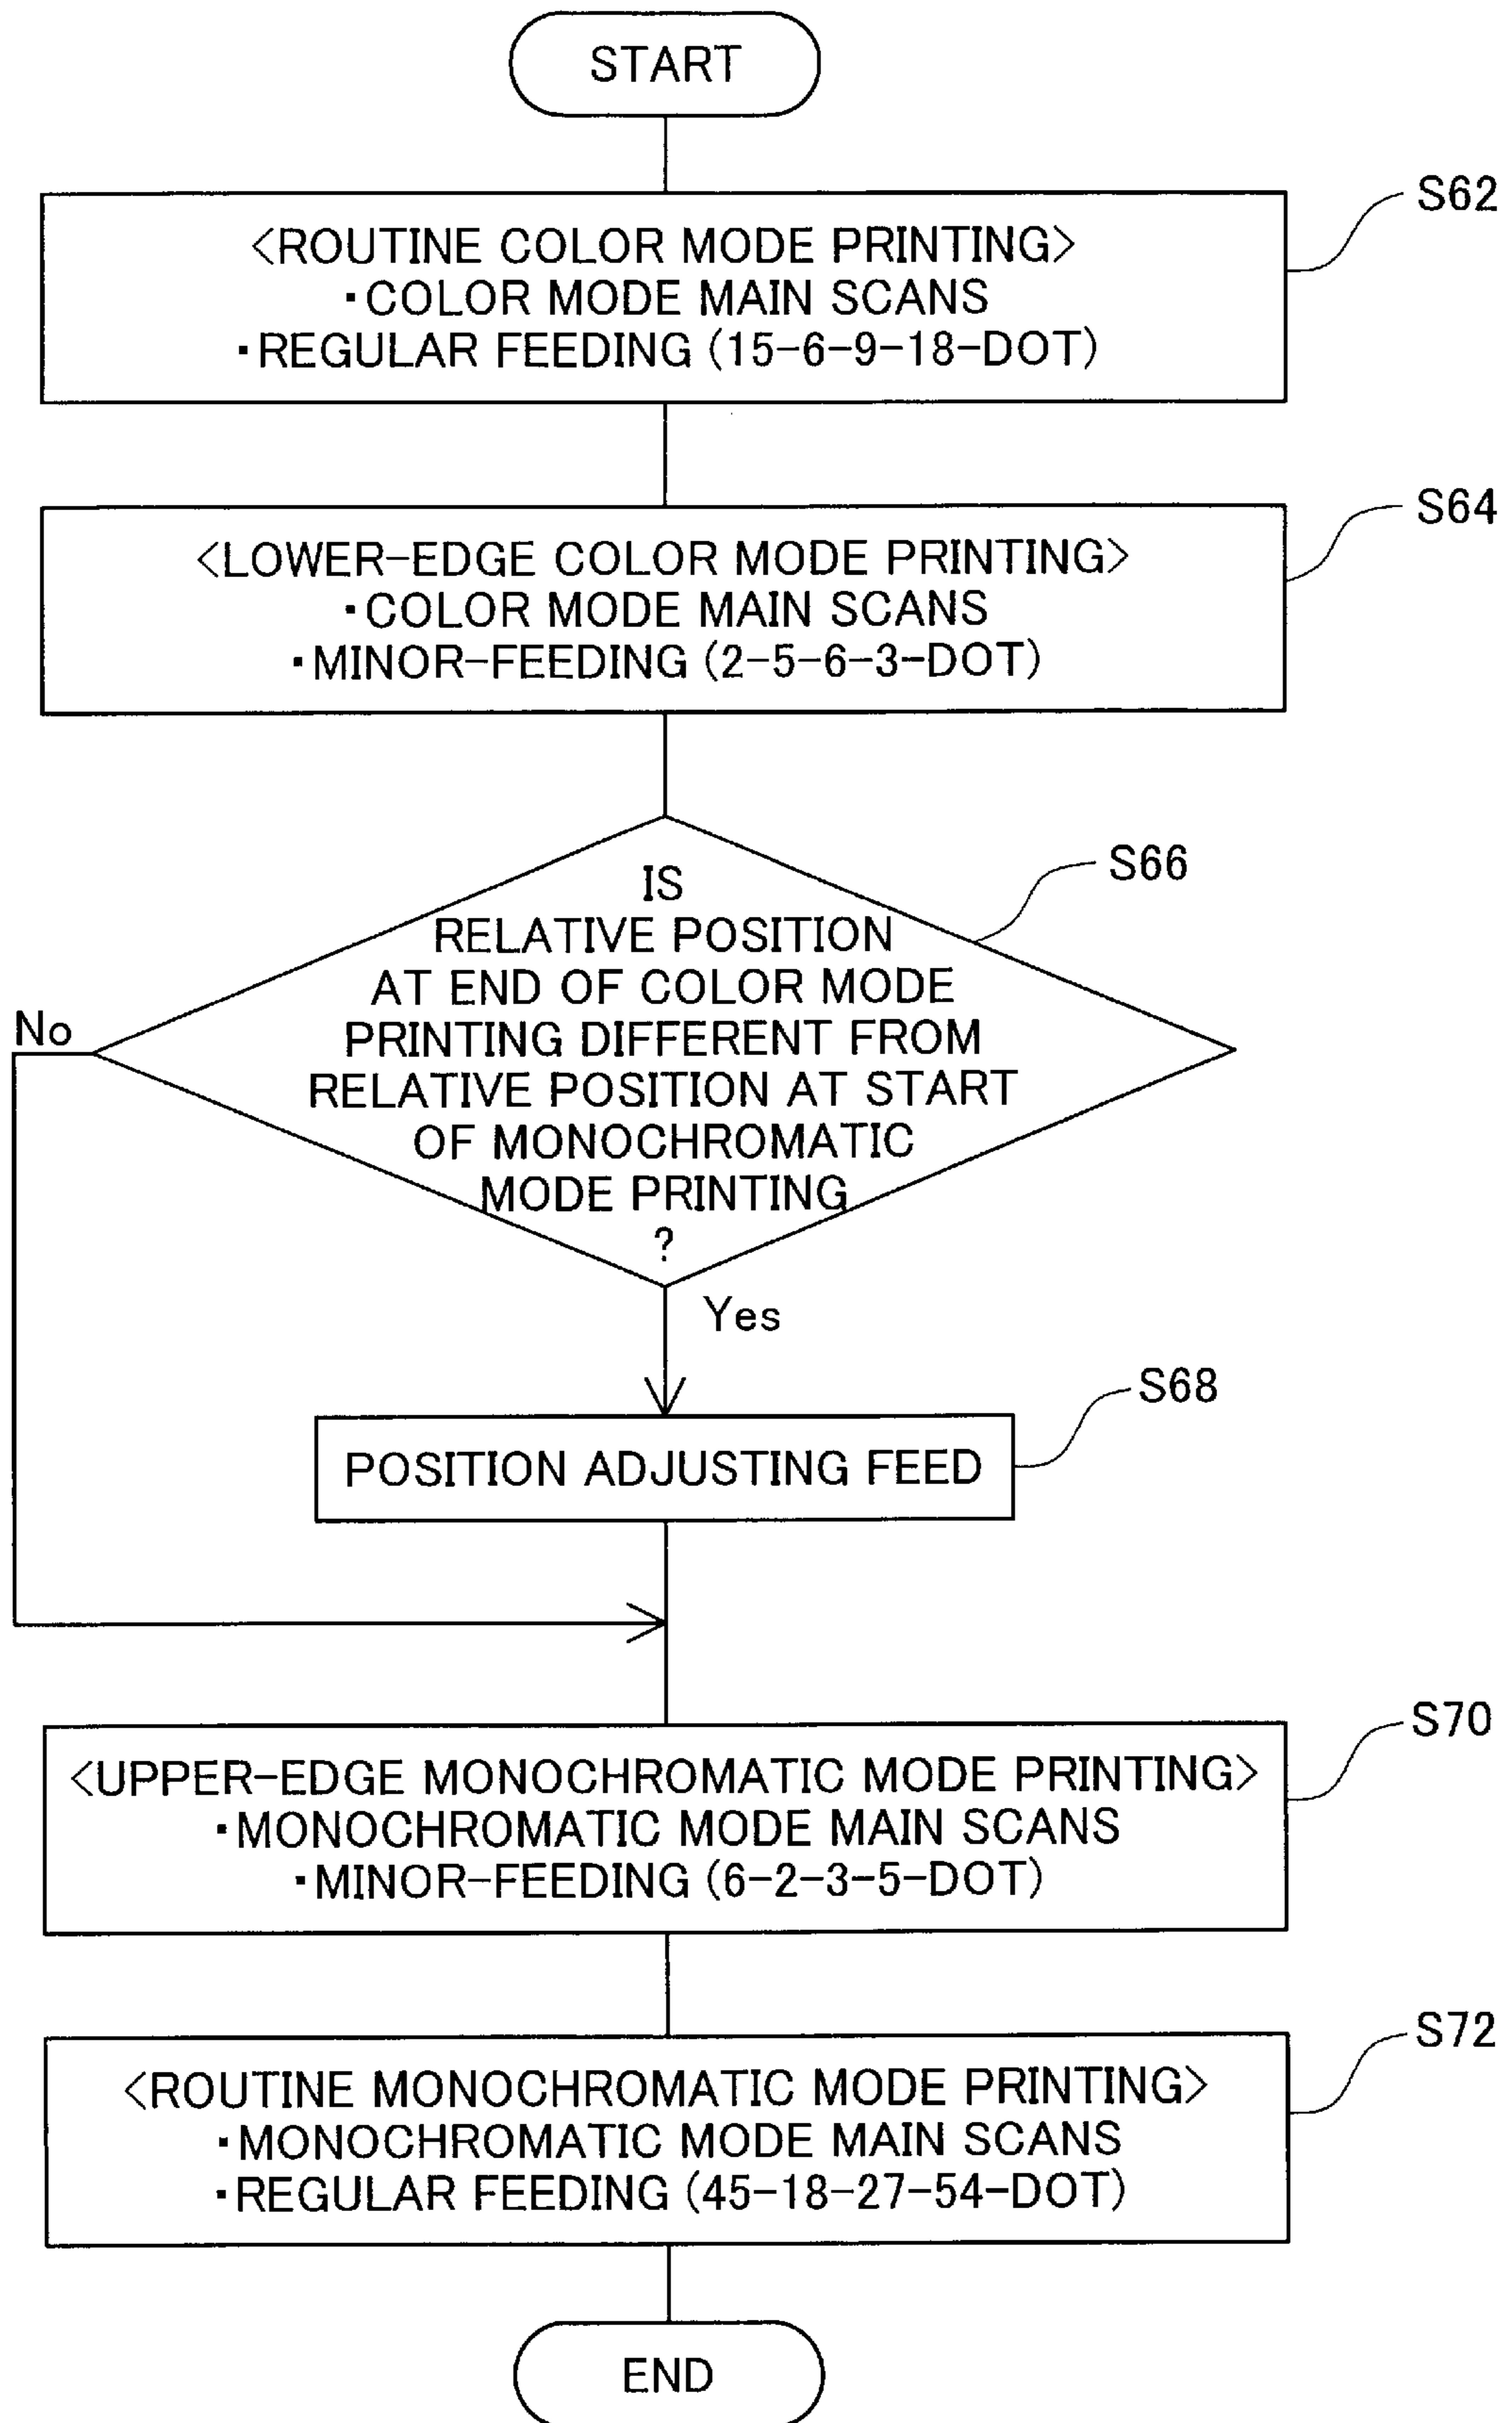 START
S62
<ROUTINE COLOR MODE PRINTING>
・COLOR MODE MAIN SCANS
・REGULAR FEEDING (15-6-9-18-DOT)
S64
<LOWER-EDGE COLOR MODE PRINTING>
・COLOR MODE MAIN SCANS
・MINOR-FEEDING (2-5-6-3-DOT)
S66
IS
RELATIVE POSITION
AT END OF COLOR MODE
PRINTING DIFFERENT FROM
RELATIVE POSITION AT START
OF MONOCHROMATIC
MODE PRINTING
?
No
Yes
S68
POSITION ADJUSTING FEED
S70
<UPPER-EDGE MONOCHROMATIC MODE PRINTING>
・MONOCHROMATIC MODE MAIN SCANS
・MINOR-FEEDING (6-2-3-5-DOT)
S72
<ROUTINE MONOCHROMATIC MODE PRINTING>
・MONOCHROMATIC MODE MAIN SCANS
・REGULAR FEEDING (45-18-27-54-DOT)
END